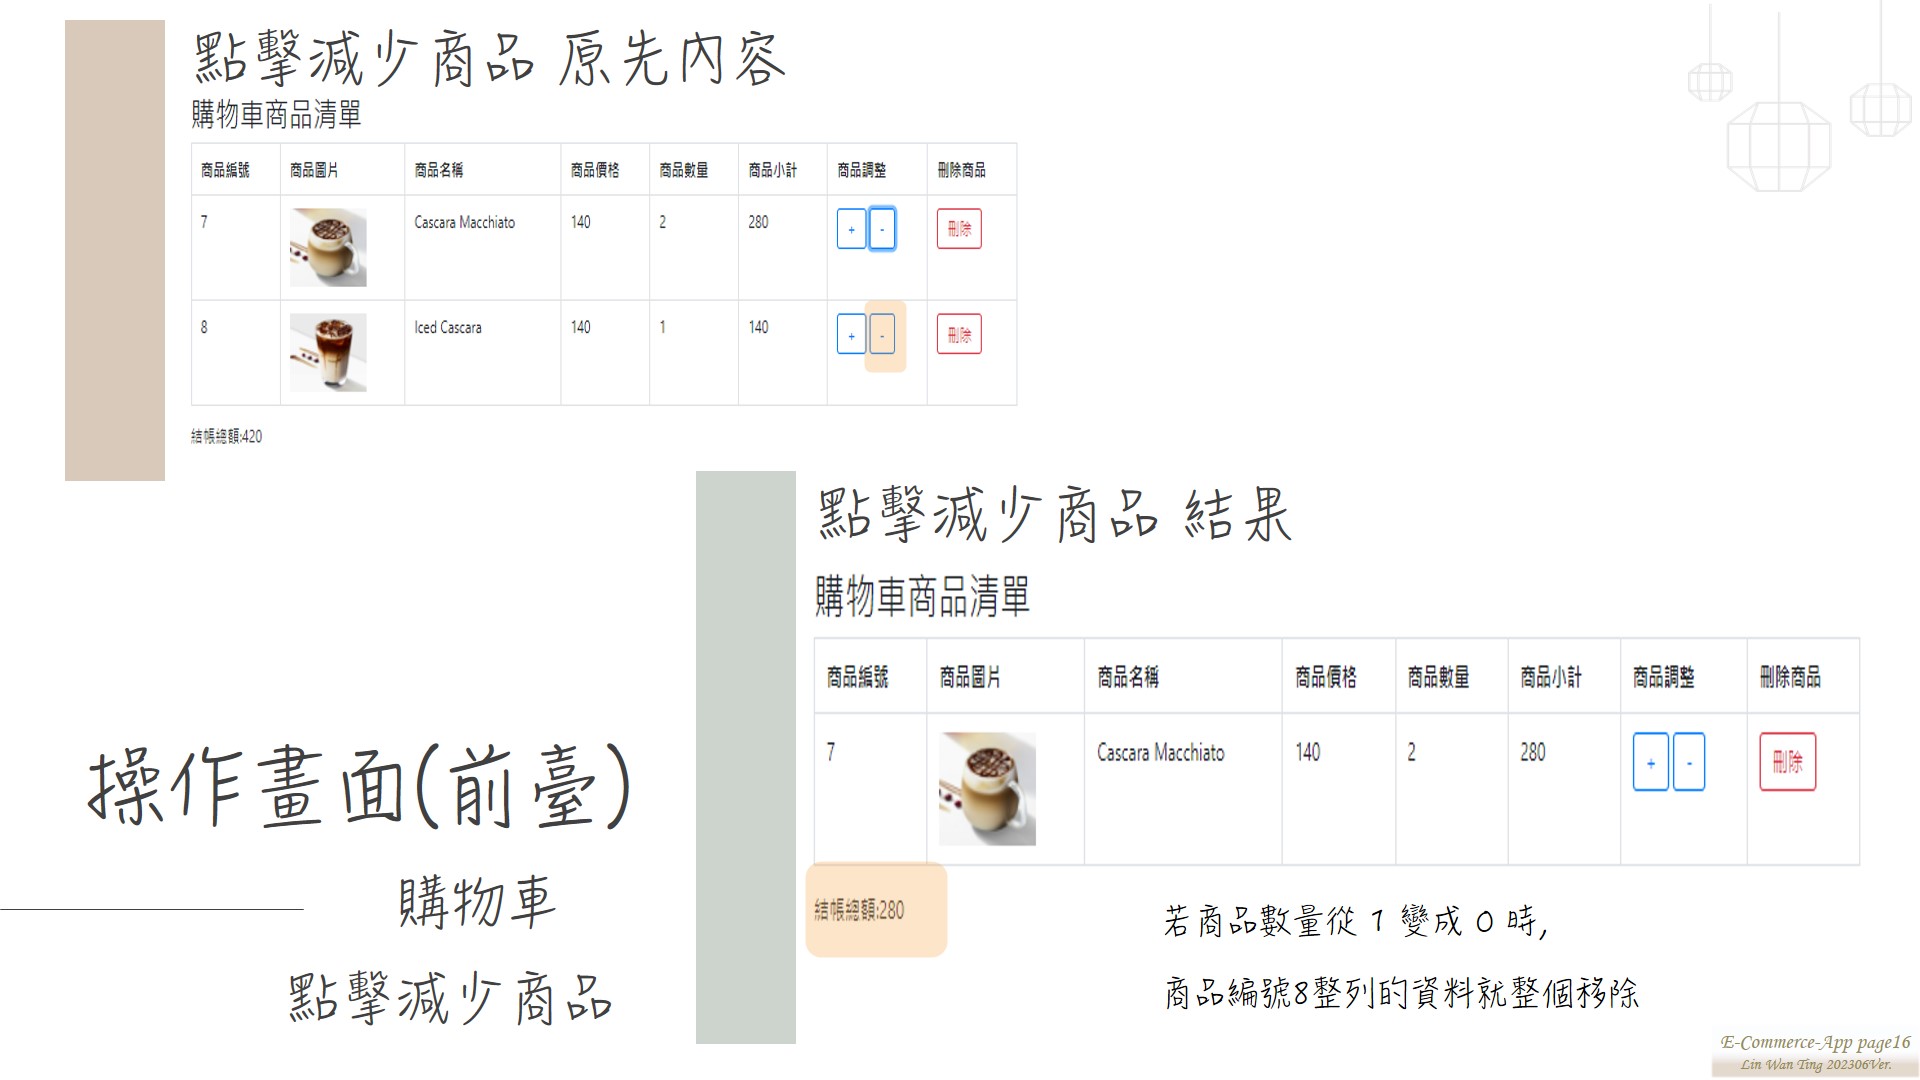 點擊減少商品 原先內容
購物車商品清單
商品編號 商品圖片 商品名稱 商品價格 商品數量 商品小計 商品調整 刪除商品
7 Cascara Macchiato 140 2 280 + - 刪除
8 Iced Cascara 140 1 140 + - 刪除
結帳總額:420
點擊減少商品 結果
購物車商品清單
商品編號 商品圖片 商品名稱 商品價格 商品數量 商品小計 商品調整 刪除商品
7 Cascara Macchiato 140 2 280 + - 刪除
結帳總額:280
操作畫面(前臺)
購物車
點擊減少商品
若商品數量從 1 變成 0 時,
商品編號8整列的資料就整個移除
E-Commerce-App page16
Lin Wan Ting 202306Ver.